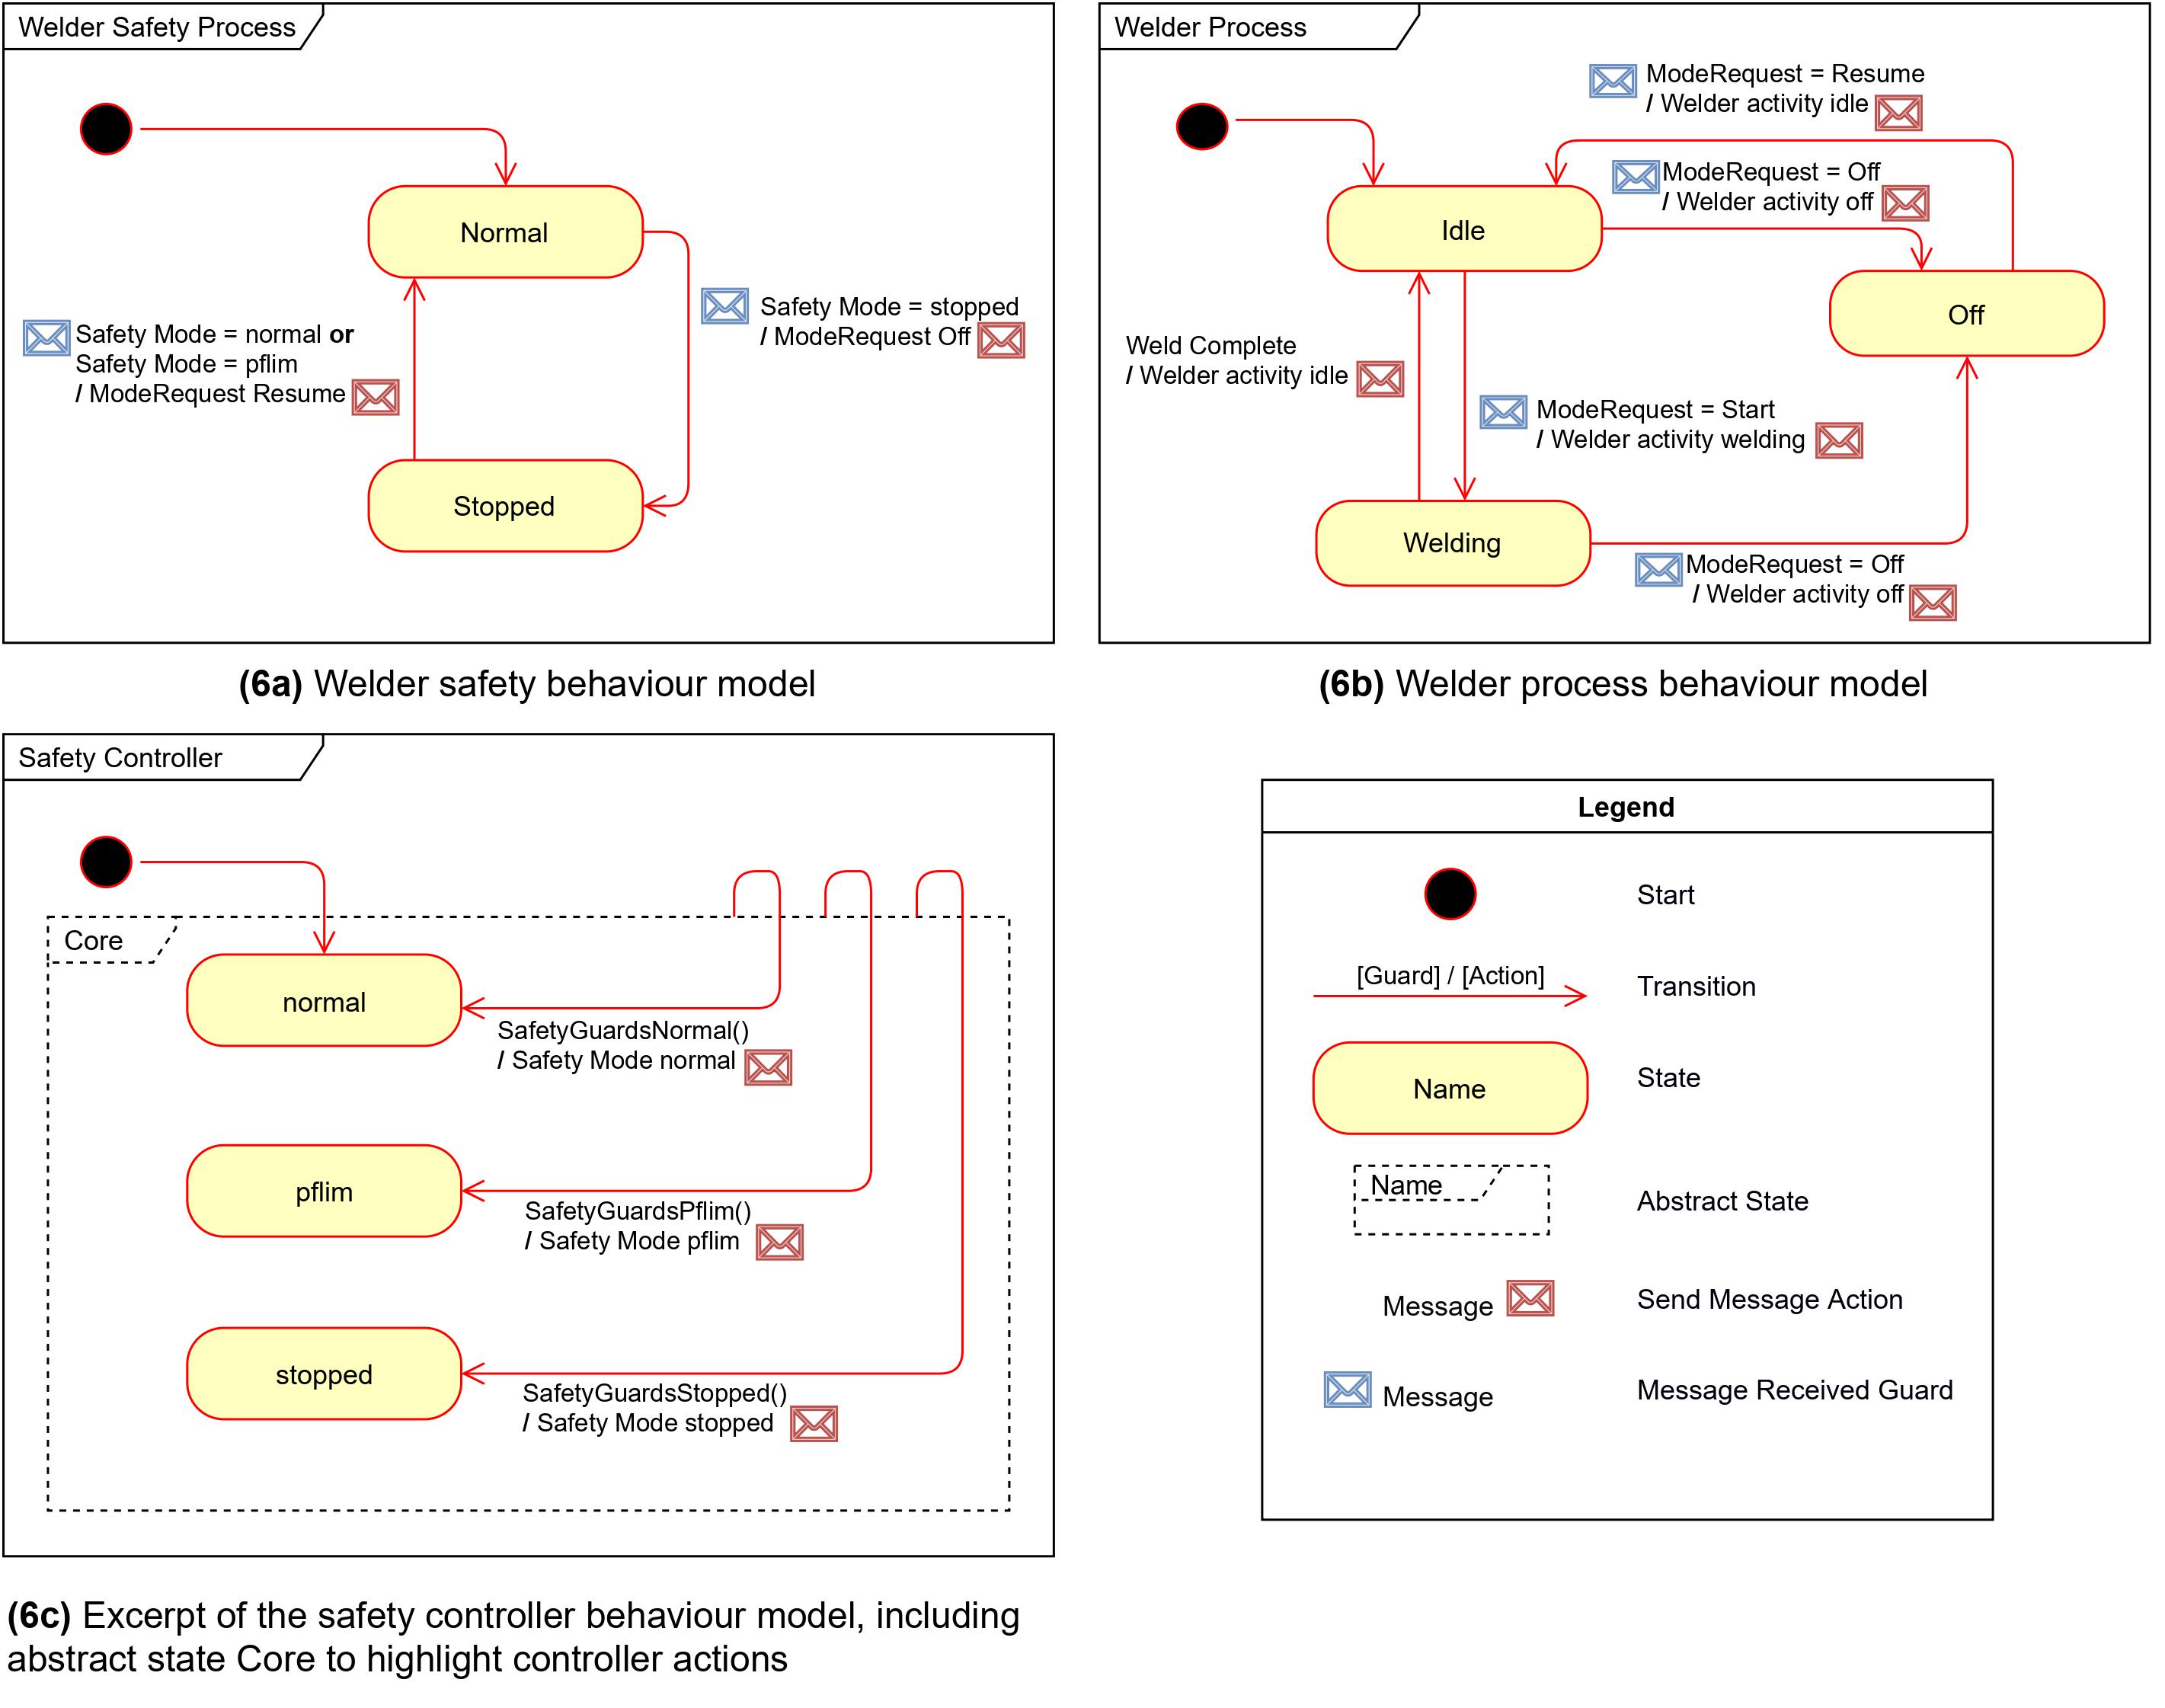 Welder Safety Process
Normal
Safety Mode = stopped
/ ModeRequest Off
Safety Mode = normal or
Safety Mode = pflim
/ ModeRequest Resume
Stopped
(6a) Welder safety behaviour model
Welder Process
ModeRequest = Resume
/ Welder activity idle
ModeRequest = Off
/ Welder activity off
Idle
Off
Weld Complete
/ Welder activity idle
ModeRequest = Start
/ Welder activity welding
Welding
ModeRequest = Off
/ Welder activity off
(6b) Welder process behaviour model
Safety Controller
Core
normal
SafetyGuardsNormal()
/ Safety Mode normal
pflim
SafetyGuardsPflim()
/ Safety Mode pflim
stopped
SafetyGuardsStopped()
/ Safety Mode stopped
(6c) Excerpt of the safety controller behaviour model, including
abstract state Core to highlight controller actions
Legend
Start
[Guard] / [Action]
Transition
Name
State
Name
Abstract State
Message
Send Message Action
Message
Message Received Guard